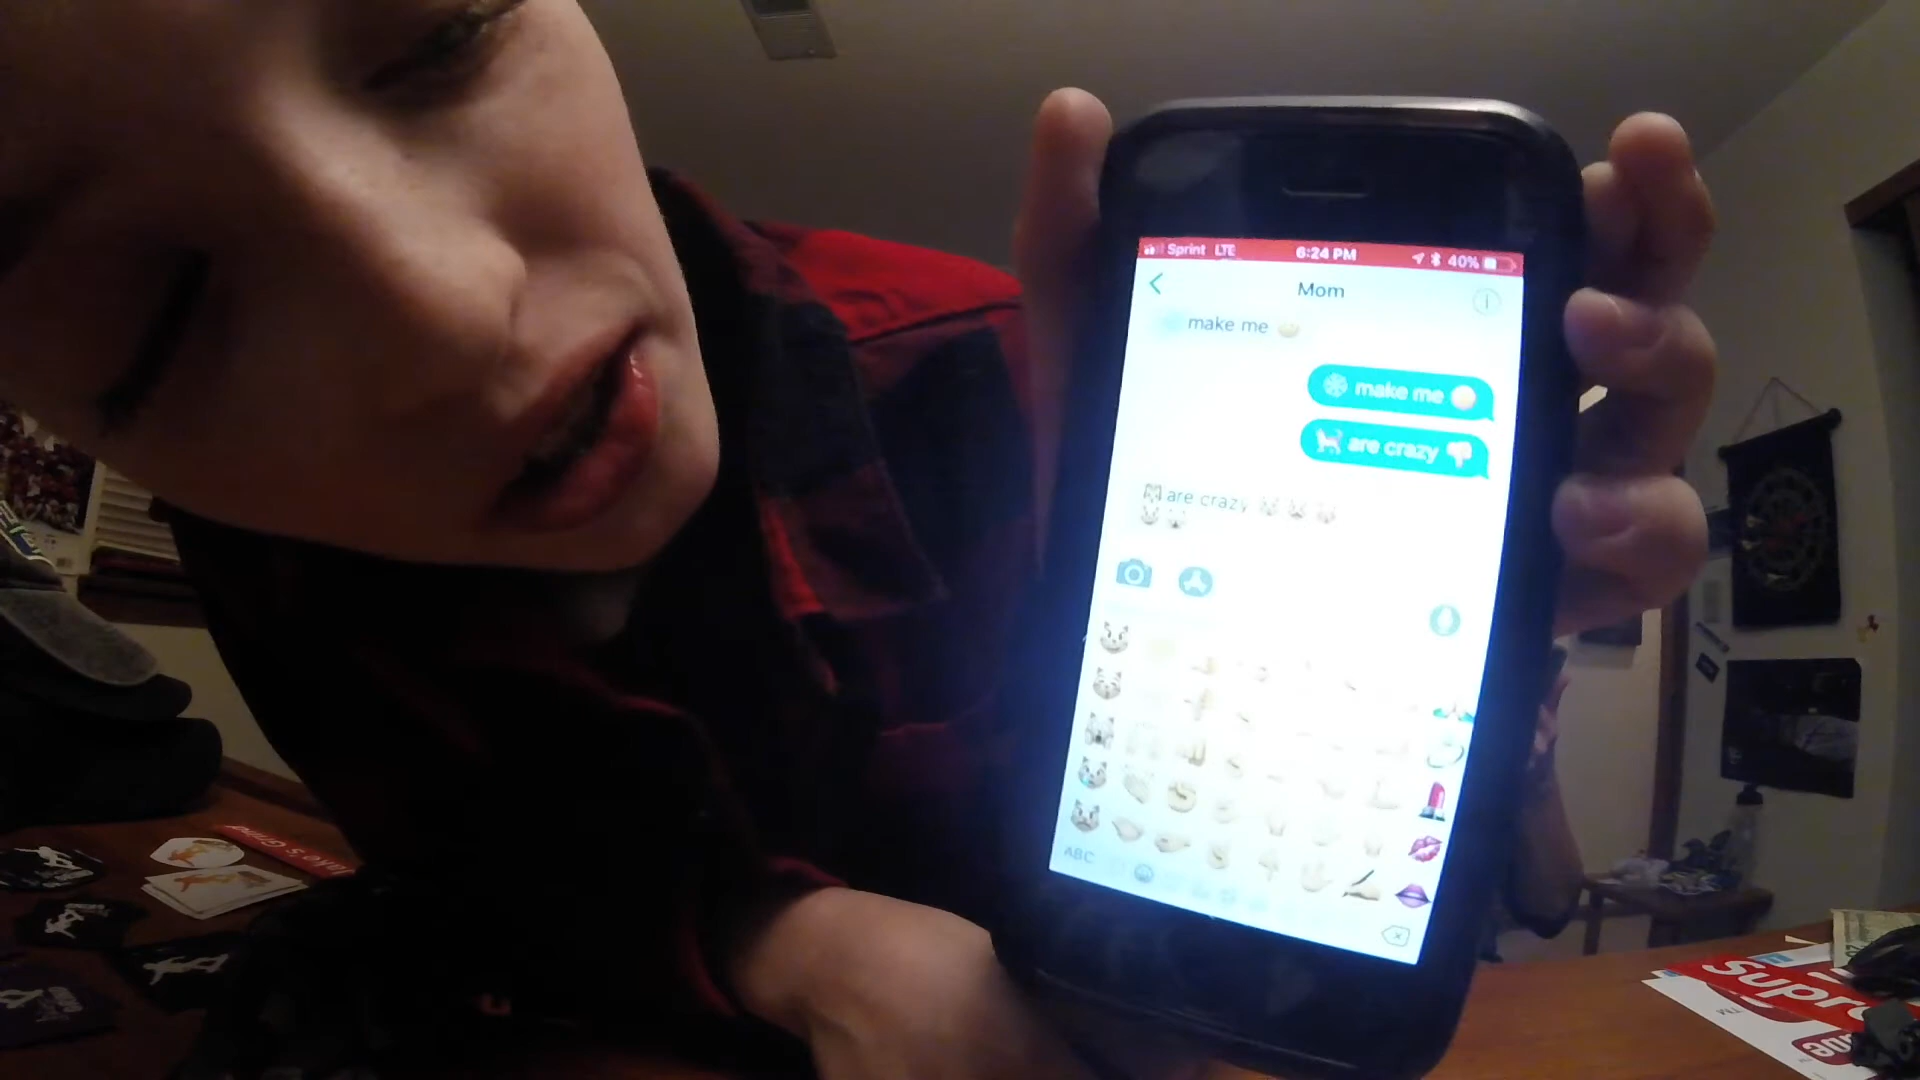 Sprint LTE 6:24 PM 40%
Mom
make me
make me
are crazy
are crazy
ABC
Supr